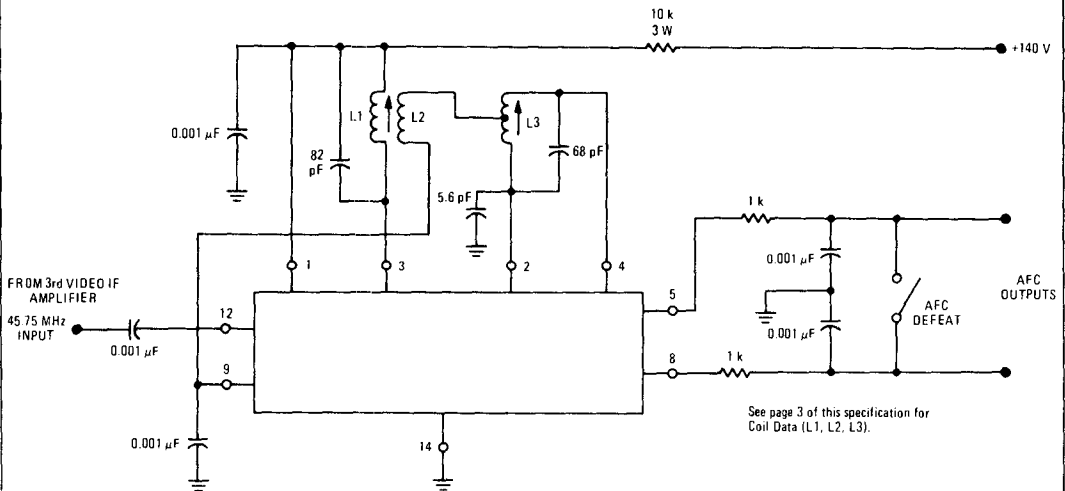 10 k
3 W
+140 V
0.001 μF
L1
L2
L3
82
pF
68 pF
5.6 pF
1 k
1
3
2
4
0.001 μF
FROM 3rd VIDEO IF
AMPLIFIER
45.75 MHz
INPUT
12
5
AFC
OUTPUTS
AFC
DEFEAT
0.001 μF
0.001 μF
9
8
1 k
See page 3 of this specification for
Coil Data (L1, L2, L3).
0.001 μF
14